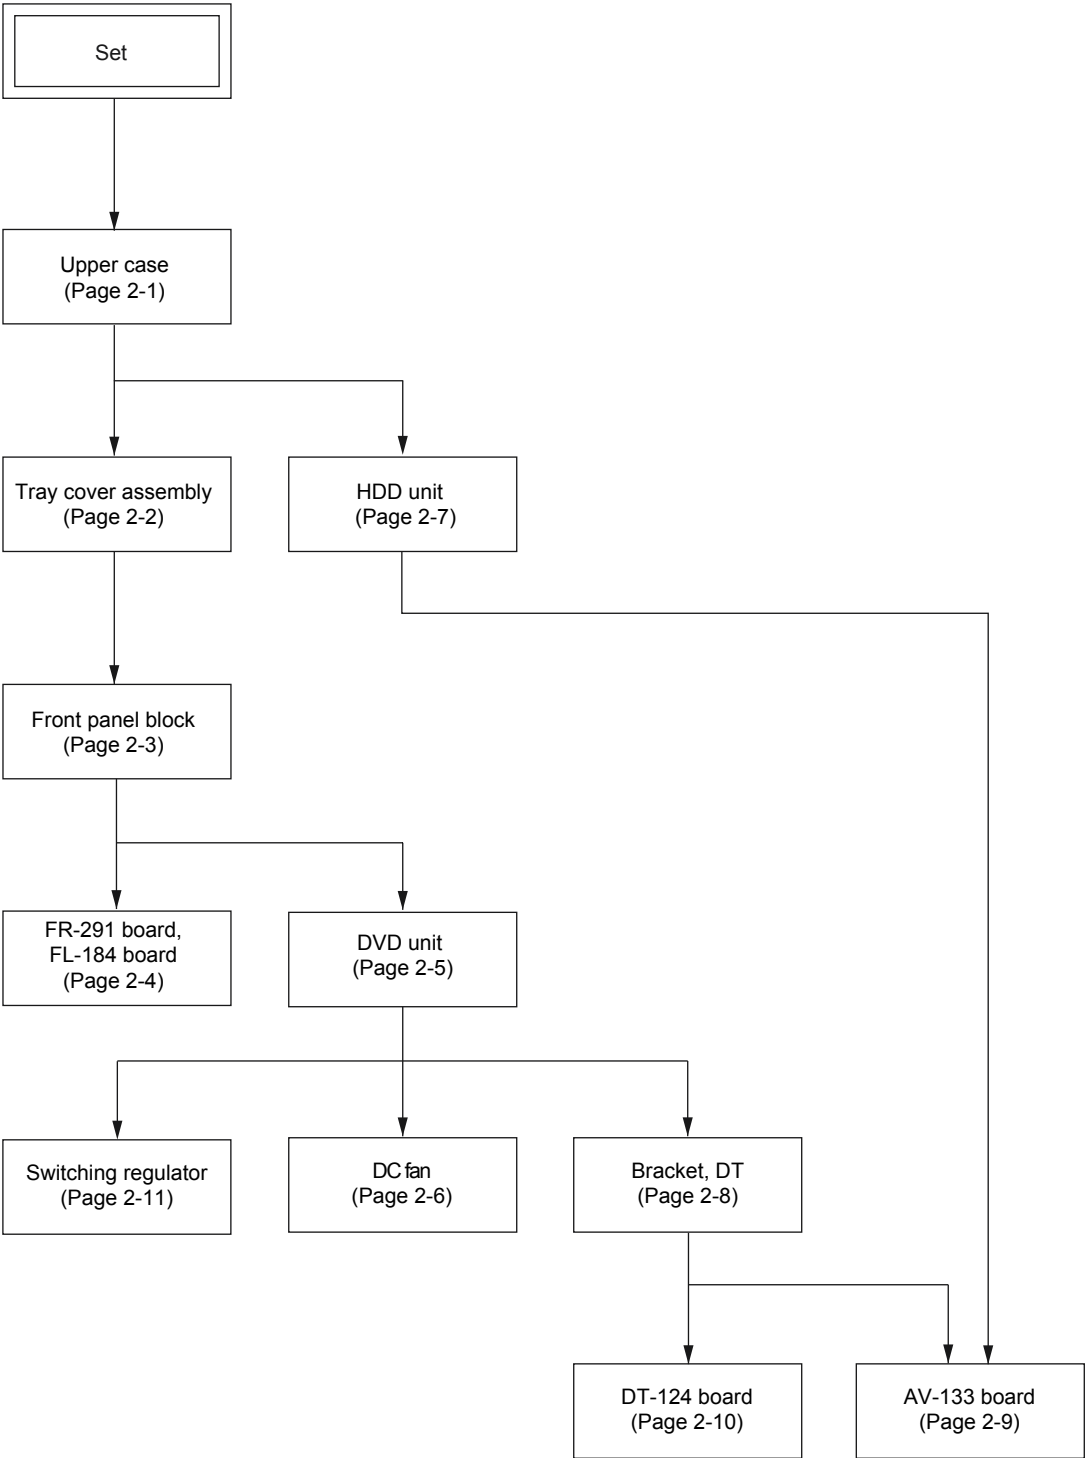 Set
Upper case
(Page 2-1)
Tray cover assembly
(Page 2-2)
HDD unit
(Page 2-7)
Front panel block
(Page 2-3)
FR-291 board,
FL-184 board
(Page 2-4)
DVD unit
(Page 2-5)
Switching regulator
(Page 2-11)
DC fan
(Page 2-6)
Bracket, DT
(Page 2-8)
DT-124 board
(Page 2-10)
AV-133 board
(Page 2-9)